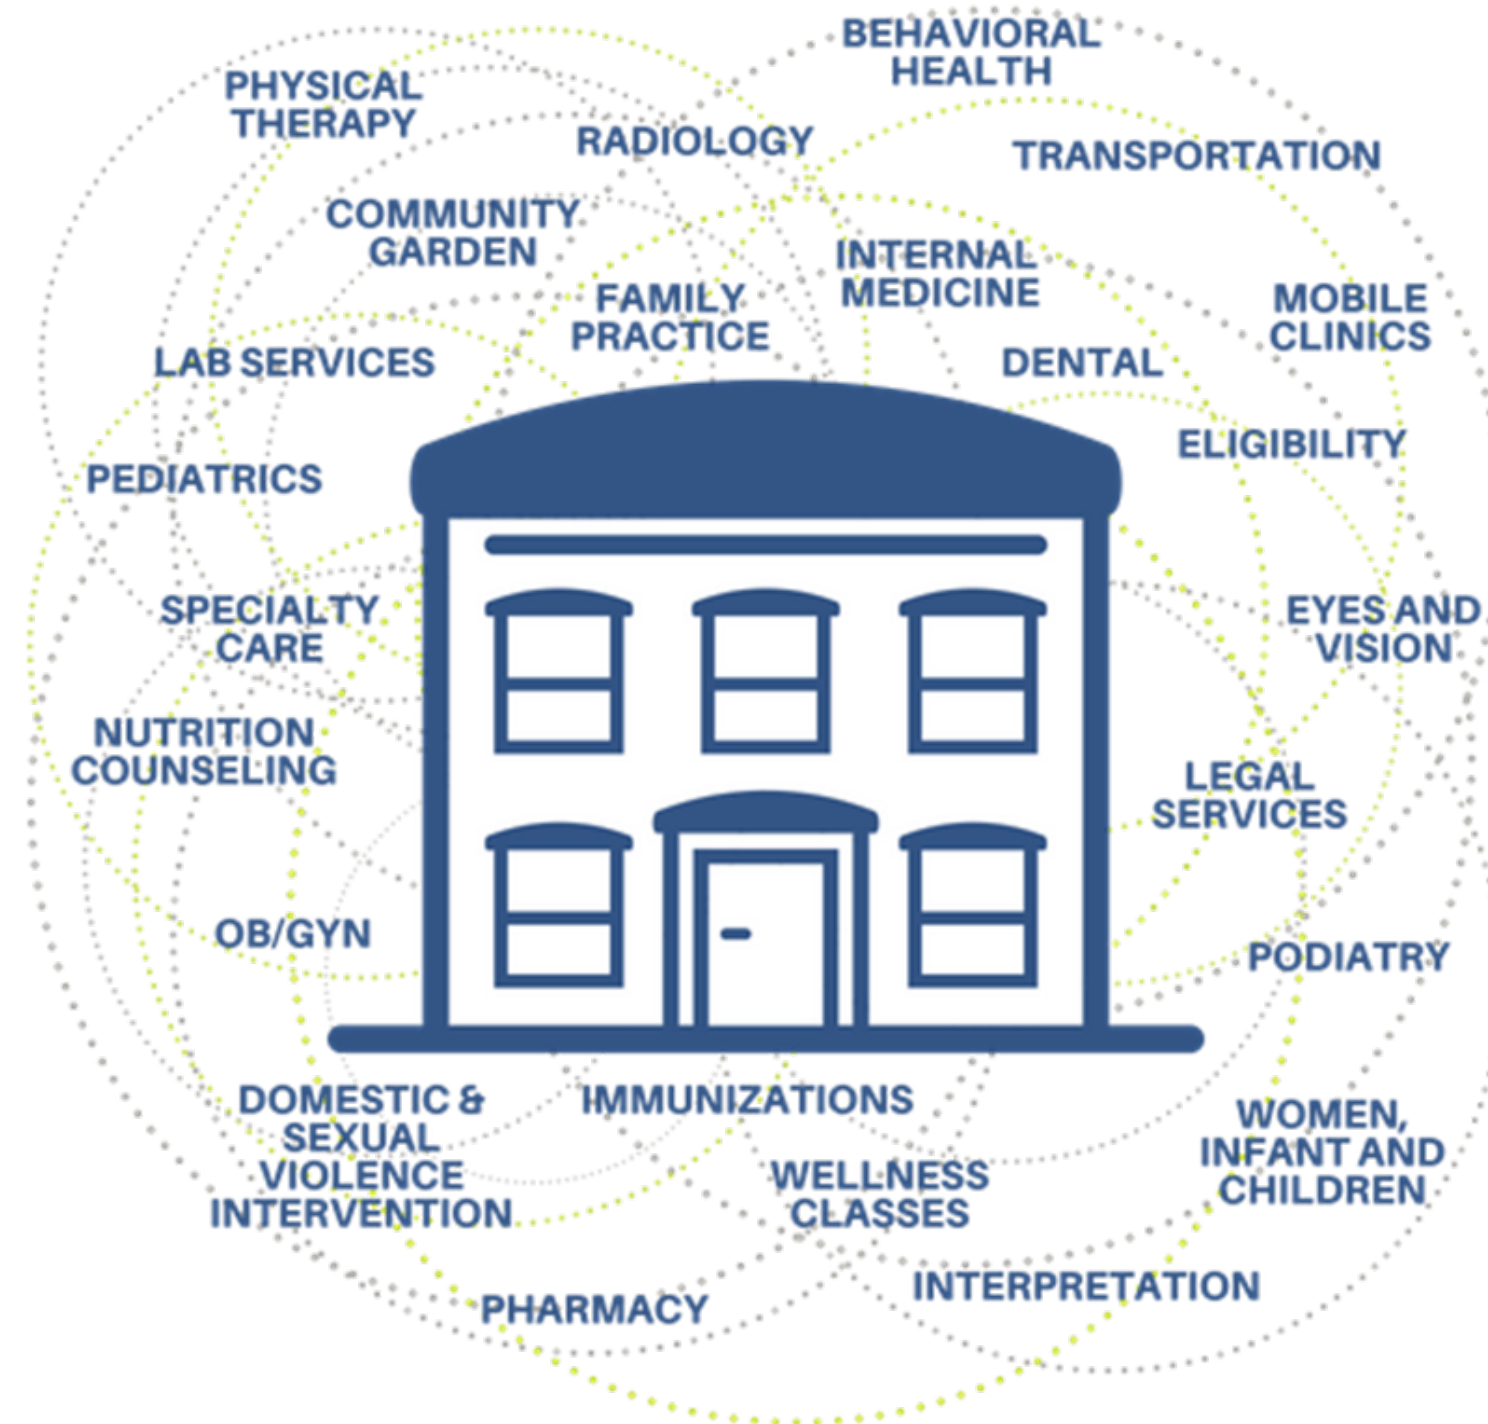 BEHAVIORAL
HEALTH
PHYSICAL
THERAPY
RADIOLOGY
TRANSPORTATION
COMMUNITY
GARDEN
INTERNAL
MEDICINE
FAMILY
PRACTICE
MOBILE
CLINICS
LAB SERVICES
DENTAL
ELIGIBILITY
PEDIATRICS
SPECIALTY
CARE
EYES AND
VISION
NUTRITION
COUNSELING
LEGAL
SERVICES
OB/GYN
PODIATRY
DOMESTIC &
SEXUAL
VIOLENCE
INTERVENTION
IMMUNIZATIONS
WOMEN,
INFANT AND
CHILDREN
WELLNESS
CLASSES
INTERPRETATION
PHARMACY